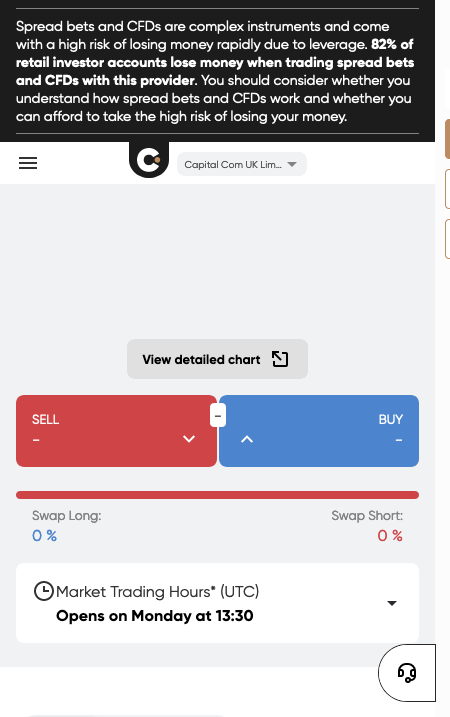 Spread bets and CFDs are complex instruments and come
with a high risk of losing money rapidly due to leverage. 82% of
retail investor accounts lose money when trading spread bets
and CFDs with this provider. You should consider whether you
understand how spread bets and CFDs work and whether you
can afford to take the high risk of losing your money.
Capital Com UK Lim...
View detailed chart
SELL
-
-
BUY
-
Swap Long:
0 %
Swap Short:
0 %
Market Trading Hours* (UTC)
Opens on Monday at 13:30